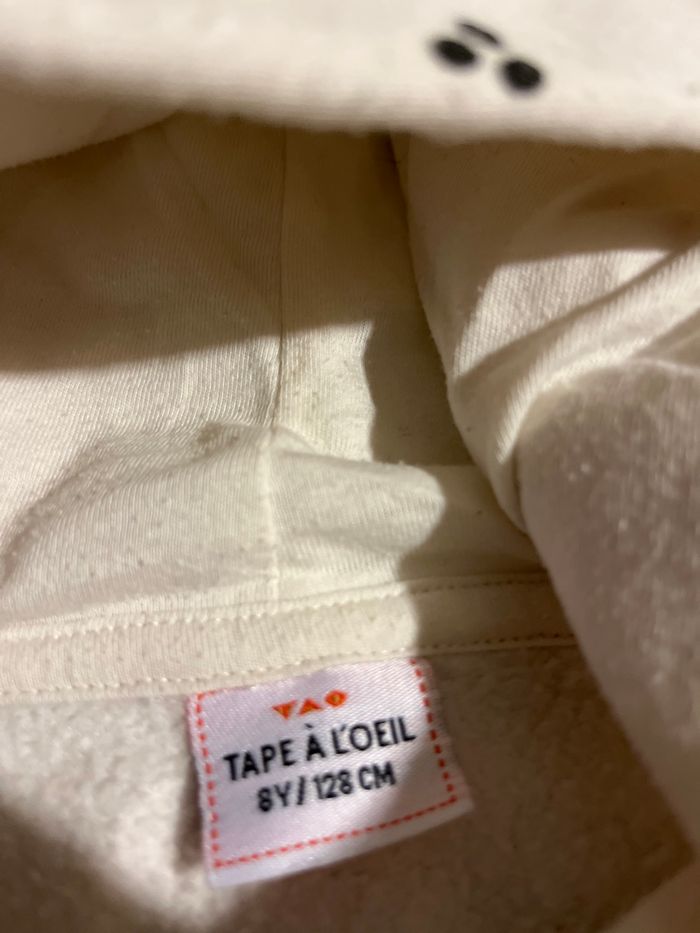 TAO
TAPE À L'OEIL
8Y/128 CM